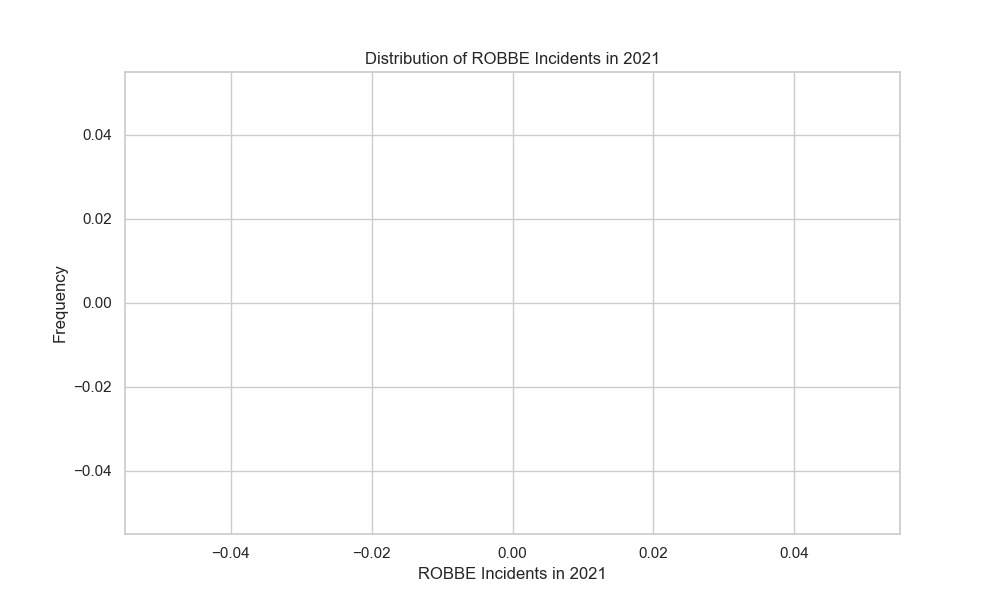 Distribution of ROBBE Incidents in 2021
0.04
0.02
0.00
−0.02
−0.04
Frequency
−0.04 −0.02 0.00 0.02 0.04
ROBBE Incidents in 2021